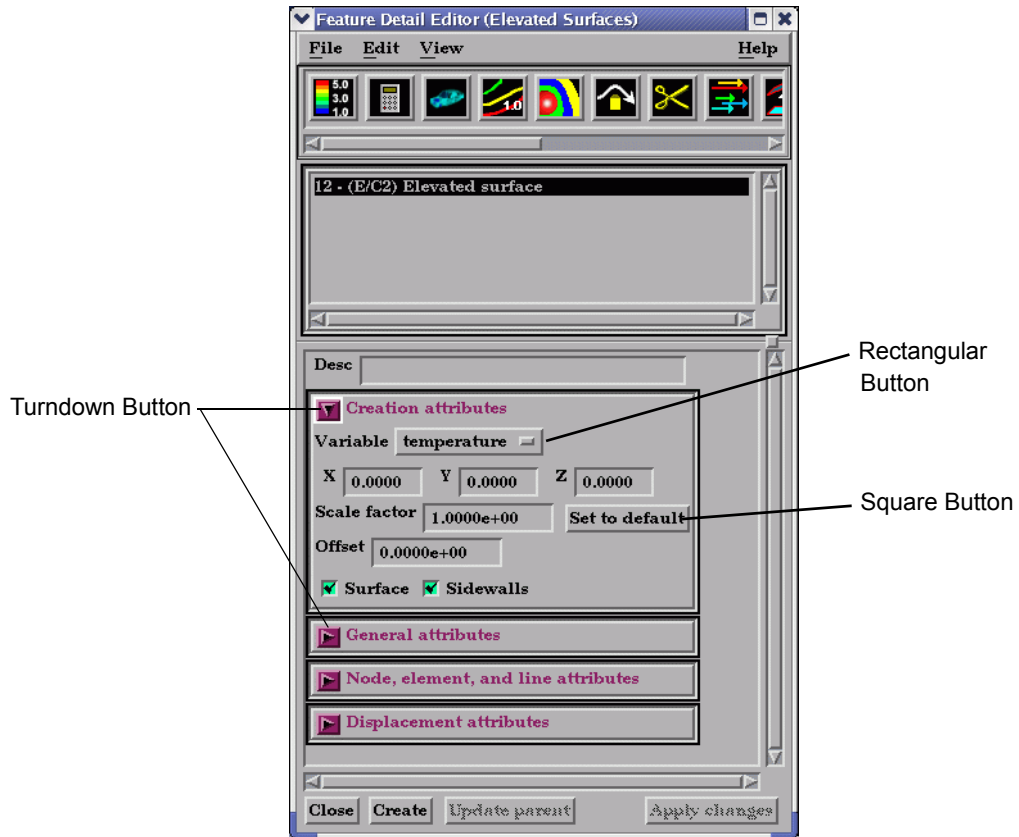 Feature Detail Editor (Elevated Surfaces)
File Edit View Help
5.0
3.0
1.0
1.0
12 - (E/C2) Elevated surface
Desc
Rectangular
Button
Turndown Button
Creation attributes
Variable temperature
X 0.0000 Y 0.0000 Z 0.0000
Scale factor 1.0000e+00 Set to default
Square Button
Offset 0.0000e+00
Surface Sidewalls
General attributes
Node, element, and line attributes
Displacement attributes
Close Create Update parent Apply changes